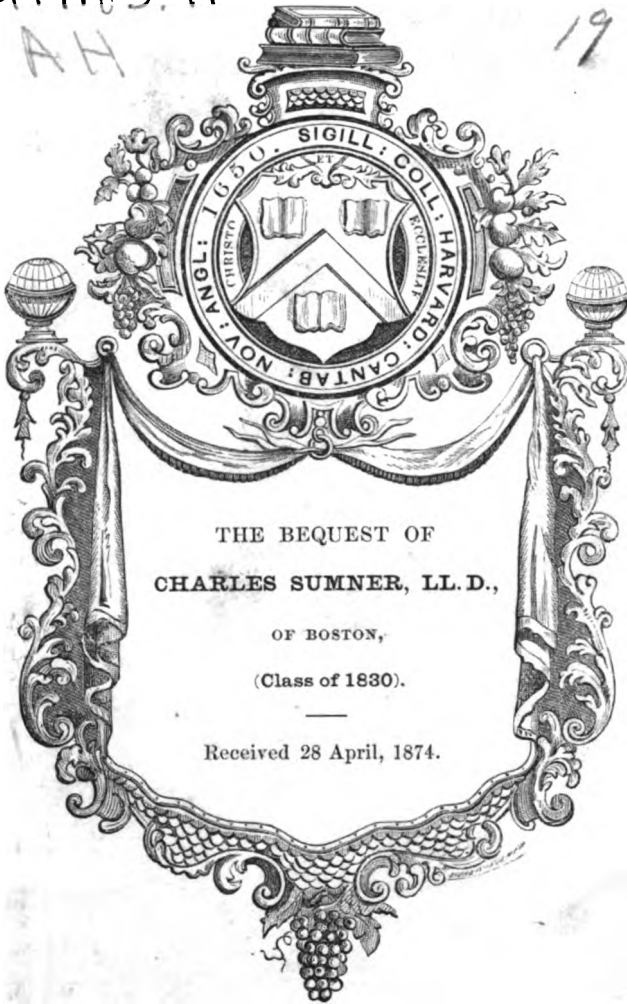 AH
19
SIGILL: COLL: HARVARD: CANTAB: NOV: ANGL: 1650.
ET
CHRISTO
ECCLESIAE
THE BEQUEST OF
CHARLES SUMNER, LL.D.,
OF BOSTON,
(Class of 1830).
Received 28 April, 1874.